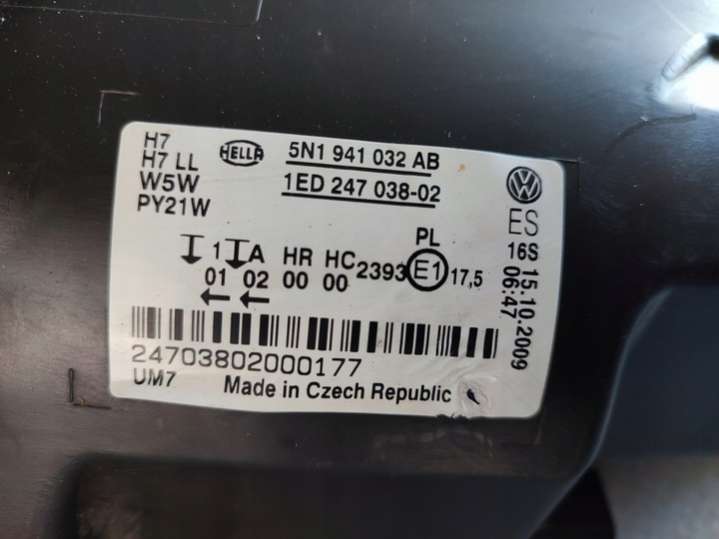 H7
H7 LL
W5W
PY21W
HELLA
5N1 941 032 AB
1ED 247 038-02
VW
ES
16S
15.10.2009
06:47
PL
1 A HR HC 2393 E1 17,5
01 02 00 00
24703802000177
UM7 Made in Czech Republic